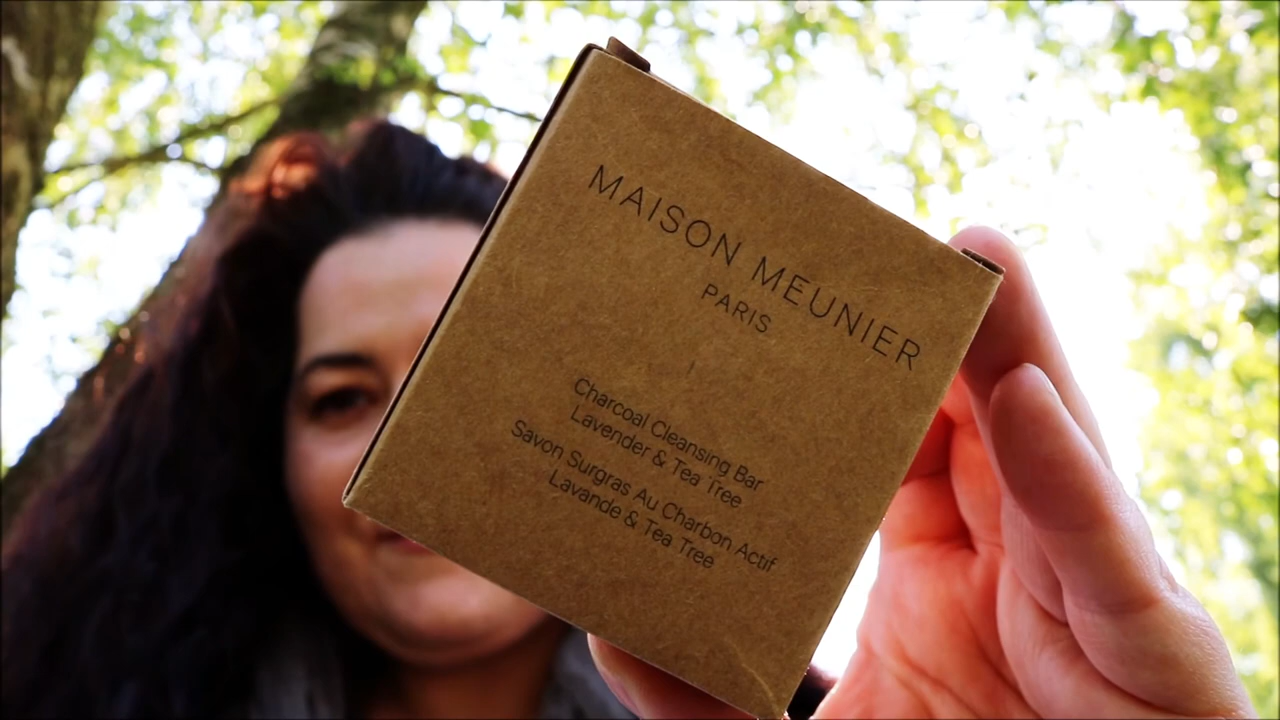 MAISON MEUNIER
PARIS
Charcoal Cleansing Bar
Lavender & Tea Tree
Savon Surgras Au Charbon Actif
Lavande & Tea Tree